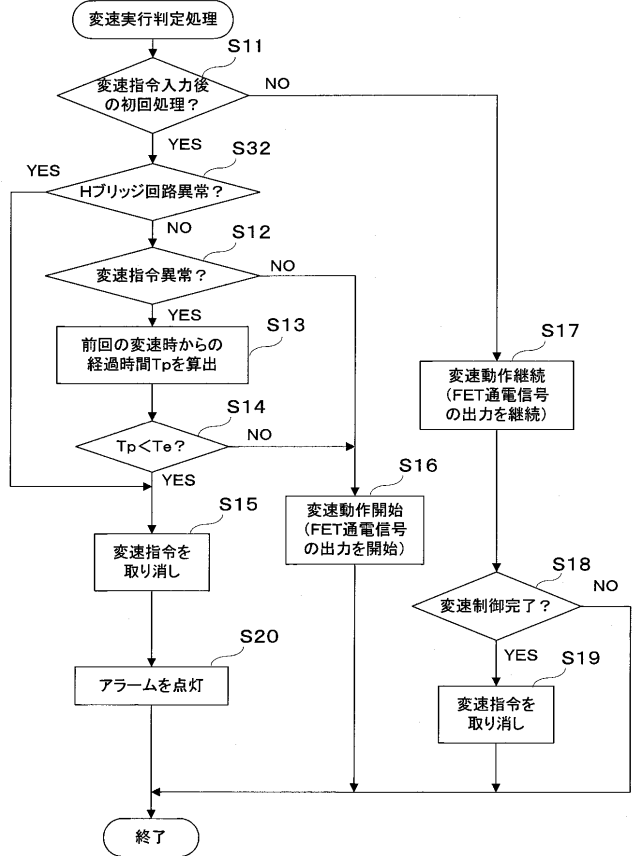 変速実行判定処理
S11
変速指令入力後
の初回処理？
NO
YES
S32
YES
Hブリッジ回路異常？
NO
S12
変速指令異常？
NO
YES
S13
前回の変速時からの
経過時間Tpを算出
S14
Tp＜Te？
NO
YES
S15
変速指令を
取り消し
S16
変速動作開始
（FET通電信号
の出力を開始）
S17
変速動作継続
（FET通電信号
の出力を継続）
S18
変速制御完了？
NO
YES
S19
変速指令を
取り消し
S20
アラームを点灯
終了